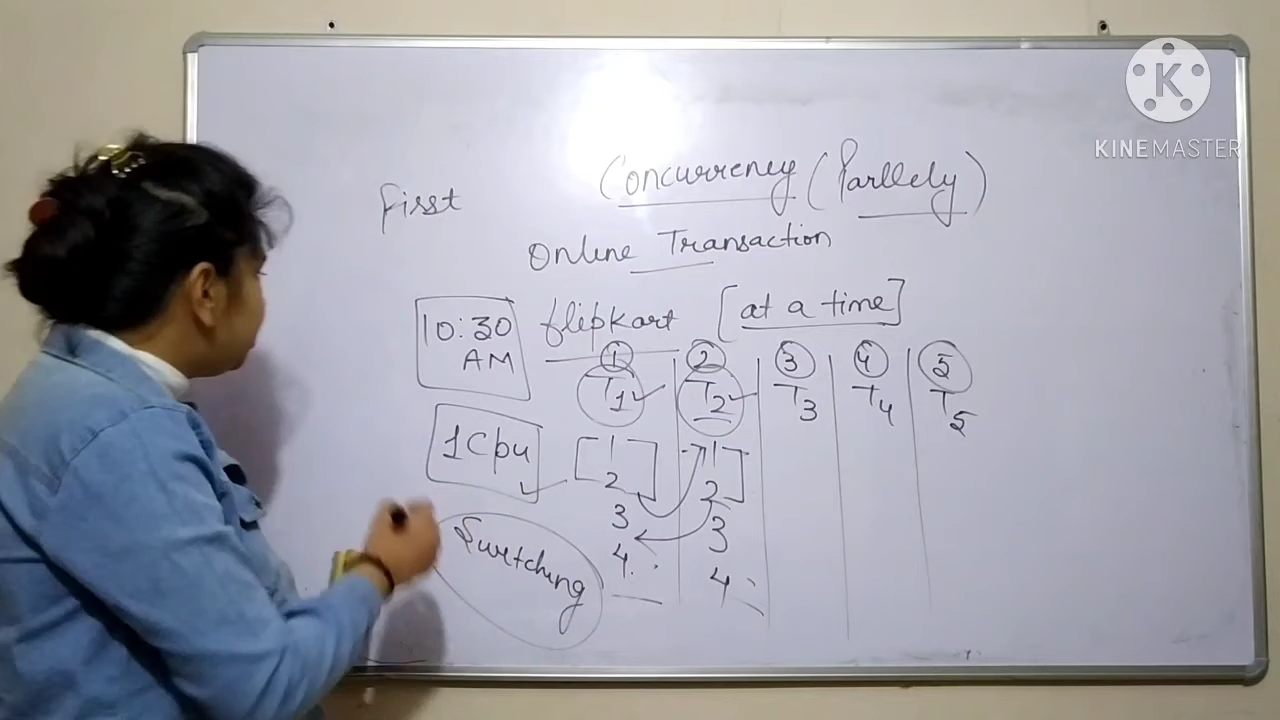 KINEMASTER
First Concurrency (Parllely)
Online Transaction
10:30 AM flipkart [at a time]
1 2 3 4 5
T1 T2 T3 T4 T5
1 Cpu
1 1
2 2
3 3
4 4
Switching